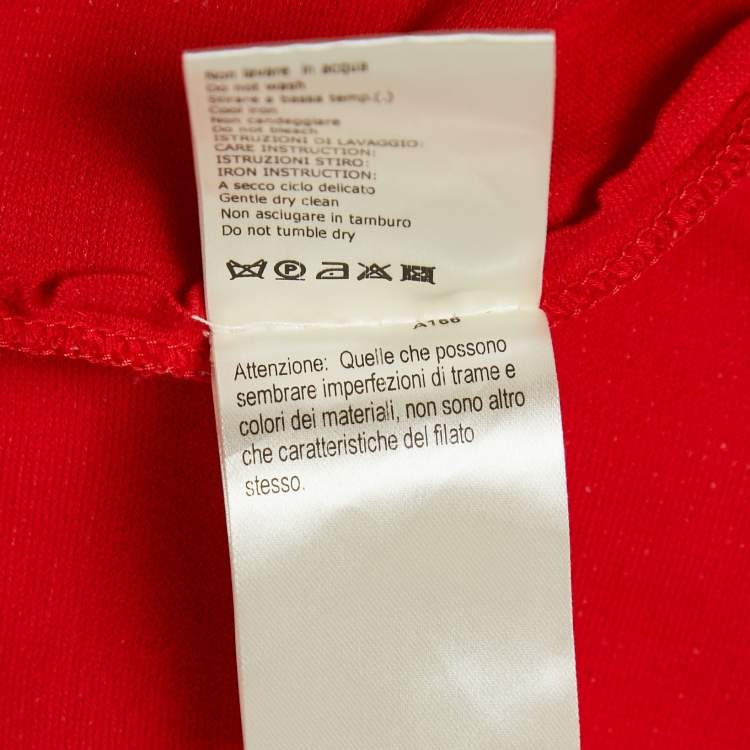 Non lavare in acqua
Do not wash
Stirare a bassa temp.(.)
Cool iron
Non candeggiare
Do not bleach
ISTRUZIONI DI LAVAGGIO:
CARE INSTRUCTION:
ISTRUZIONI STIRO:
IRON INSTRUCTION:
A secco ciclo delicato
Gentle dry clean
Non asciugare in tamburo
Do not tumble dry
P
A166
Attenzione: Quelle che possono
sembrare imperfezioni di trame e
colori dei materiali, non sono altro
che caratteristiche del filato
stesso.